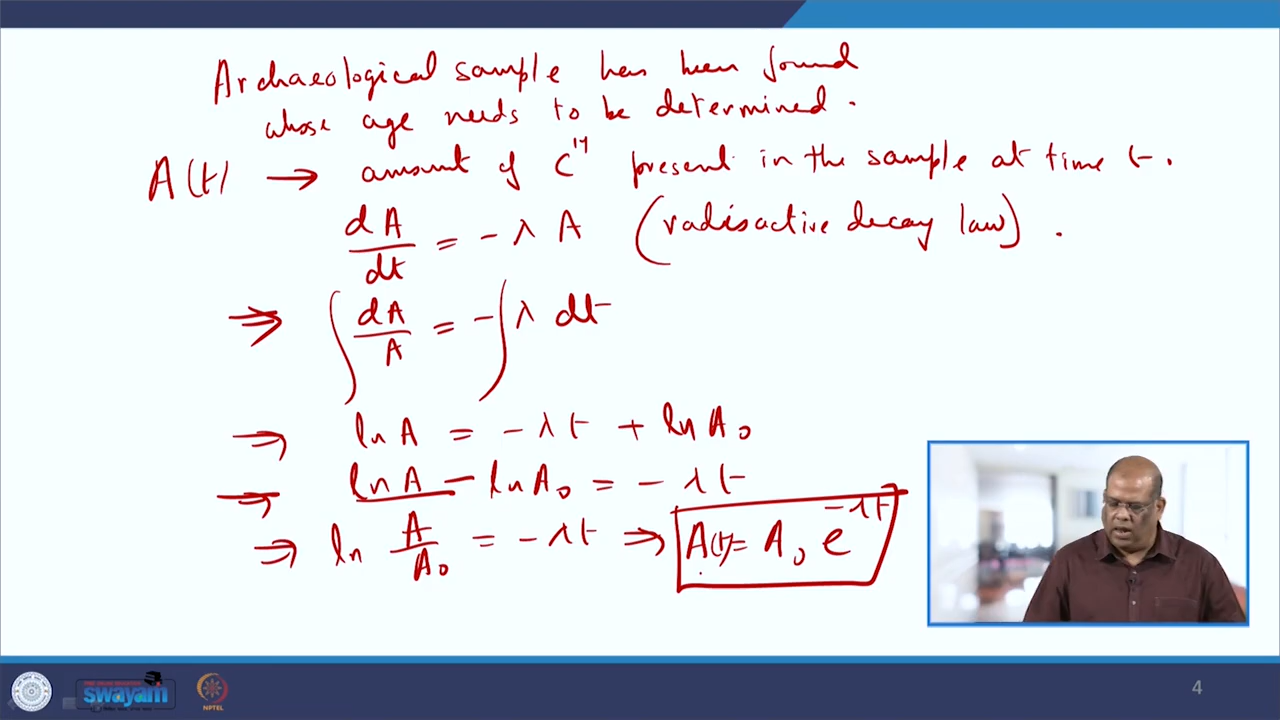 Archaeological sample has been found
whose age needs to be determined.
A(t) → amount of C¹⁴ present in the sample at time t.
dA/dt = - λ A (radioactive decay law).
⇒ ∫ dA/A = - ∫ λ dt
⇒ ln A = - λt + ln A₀
⇒ ln A - ln A₀ = - λt
⇒ ln A/A₀ = - λt ⇒ A(t) = A₀ e^{-λt}
swayam
NPTEL
4